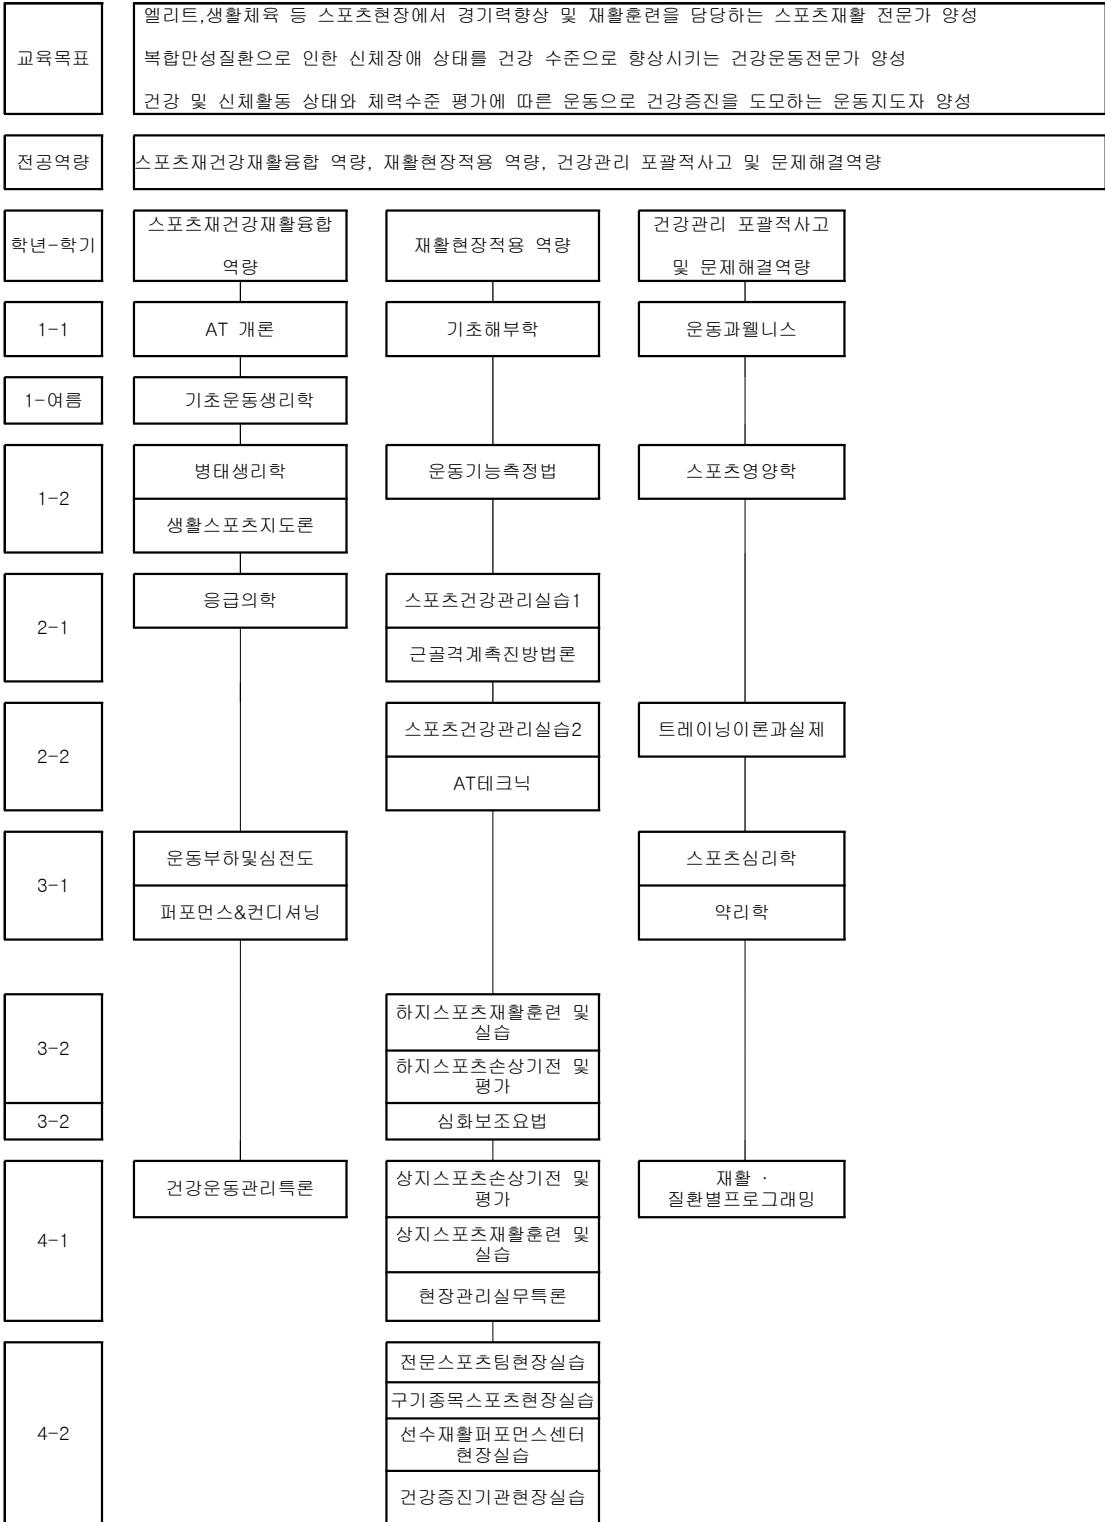 엘리트,생활체육 등 스포츠현장에서 경기력향상 및 재활훈련을 담당하는 스포츠재활 전문가 양성
교육목표
복합만성질환으로 인한 신체장애 상태를 건강 수준으로 향상시키는 건강운동전문가 양성
건강 및 신체활동 상태와 체력수준 평가에 따른 운동으로 건강증진을 도모하는 운동지도자 양성
전공역량
스포츠재건강재활융합 역량, 재활현장적용 역량, 건강관리 포괄적사고 및 문제해결역량
학년-학기
스포츠재건강재활융합
역량
재활현장적용 역량
건강관리 포괄적사고
및 문제해결역량
1-1
AT 개론
기초해부학
운동과웰니스
1-여름
기초운동생리학
1-2
병태생리학
운동기능측정법
스포츠영양학
생활스포츠지도론
2-1
응급의학
스포츠건강관리실습1
근골격계촉진방법론
2-2
스포츠건강관리실습2
트레이닝이론과실제
AT테크닉
3-1
운동부하및심전도
스포츠심리학
퍼포먼스&컨디셔닝
약리학
3-2
하지스포츠재활훈련 및
실습
하지스포츠손상기전 및
평가
3-2
심화보조요법
4-1
건강운동관리특론
상지스포츠손상기전 및
평가
재활 ·
질환별프로그래밍
상지스포츠재활훈련 및
실습
현장관리실무특론
4-2
전문스포츠팀현장실습
구기종목스포츠현장실습
선수재활퍼포먼스센터
현장실습
건강증진기관현장실습